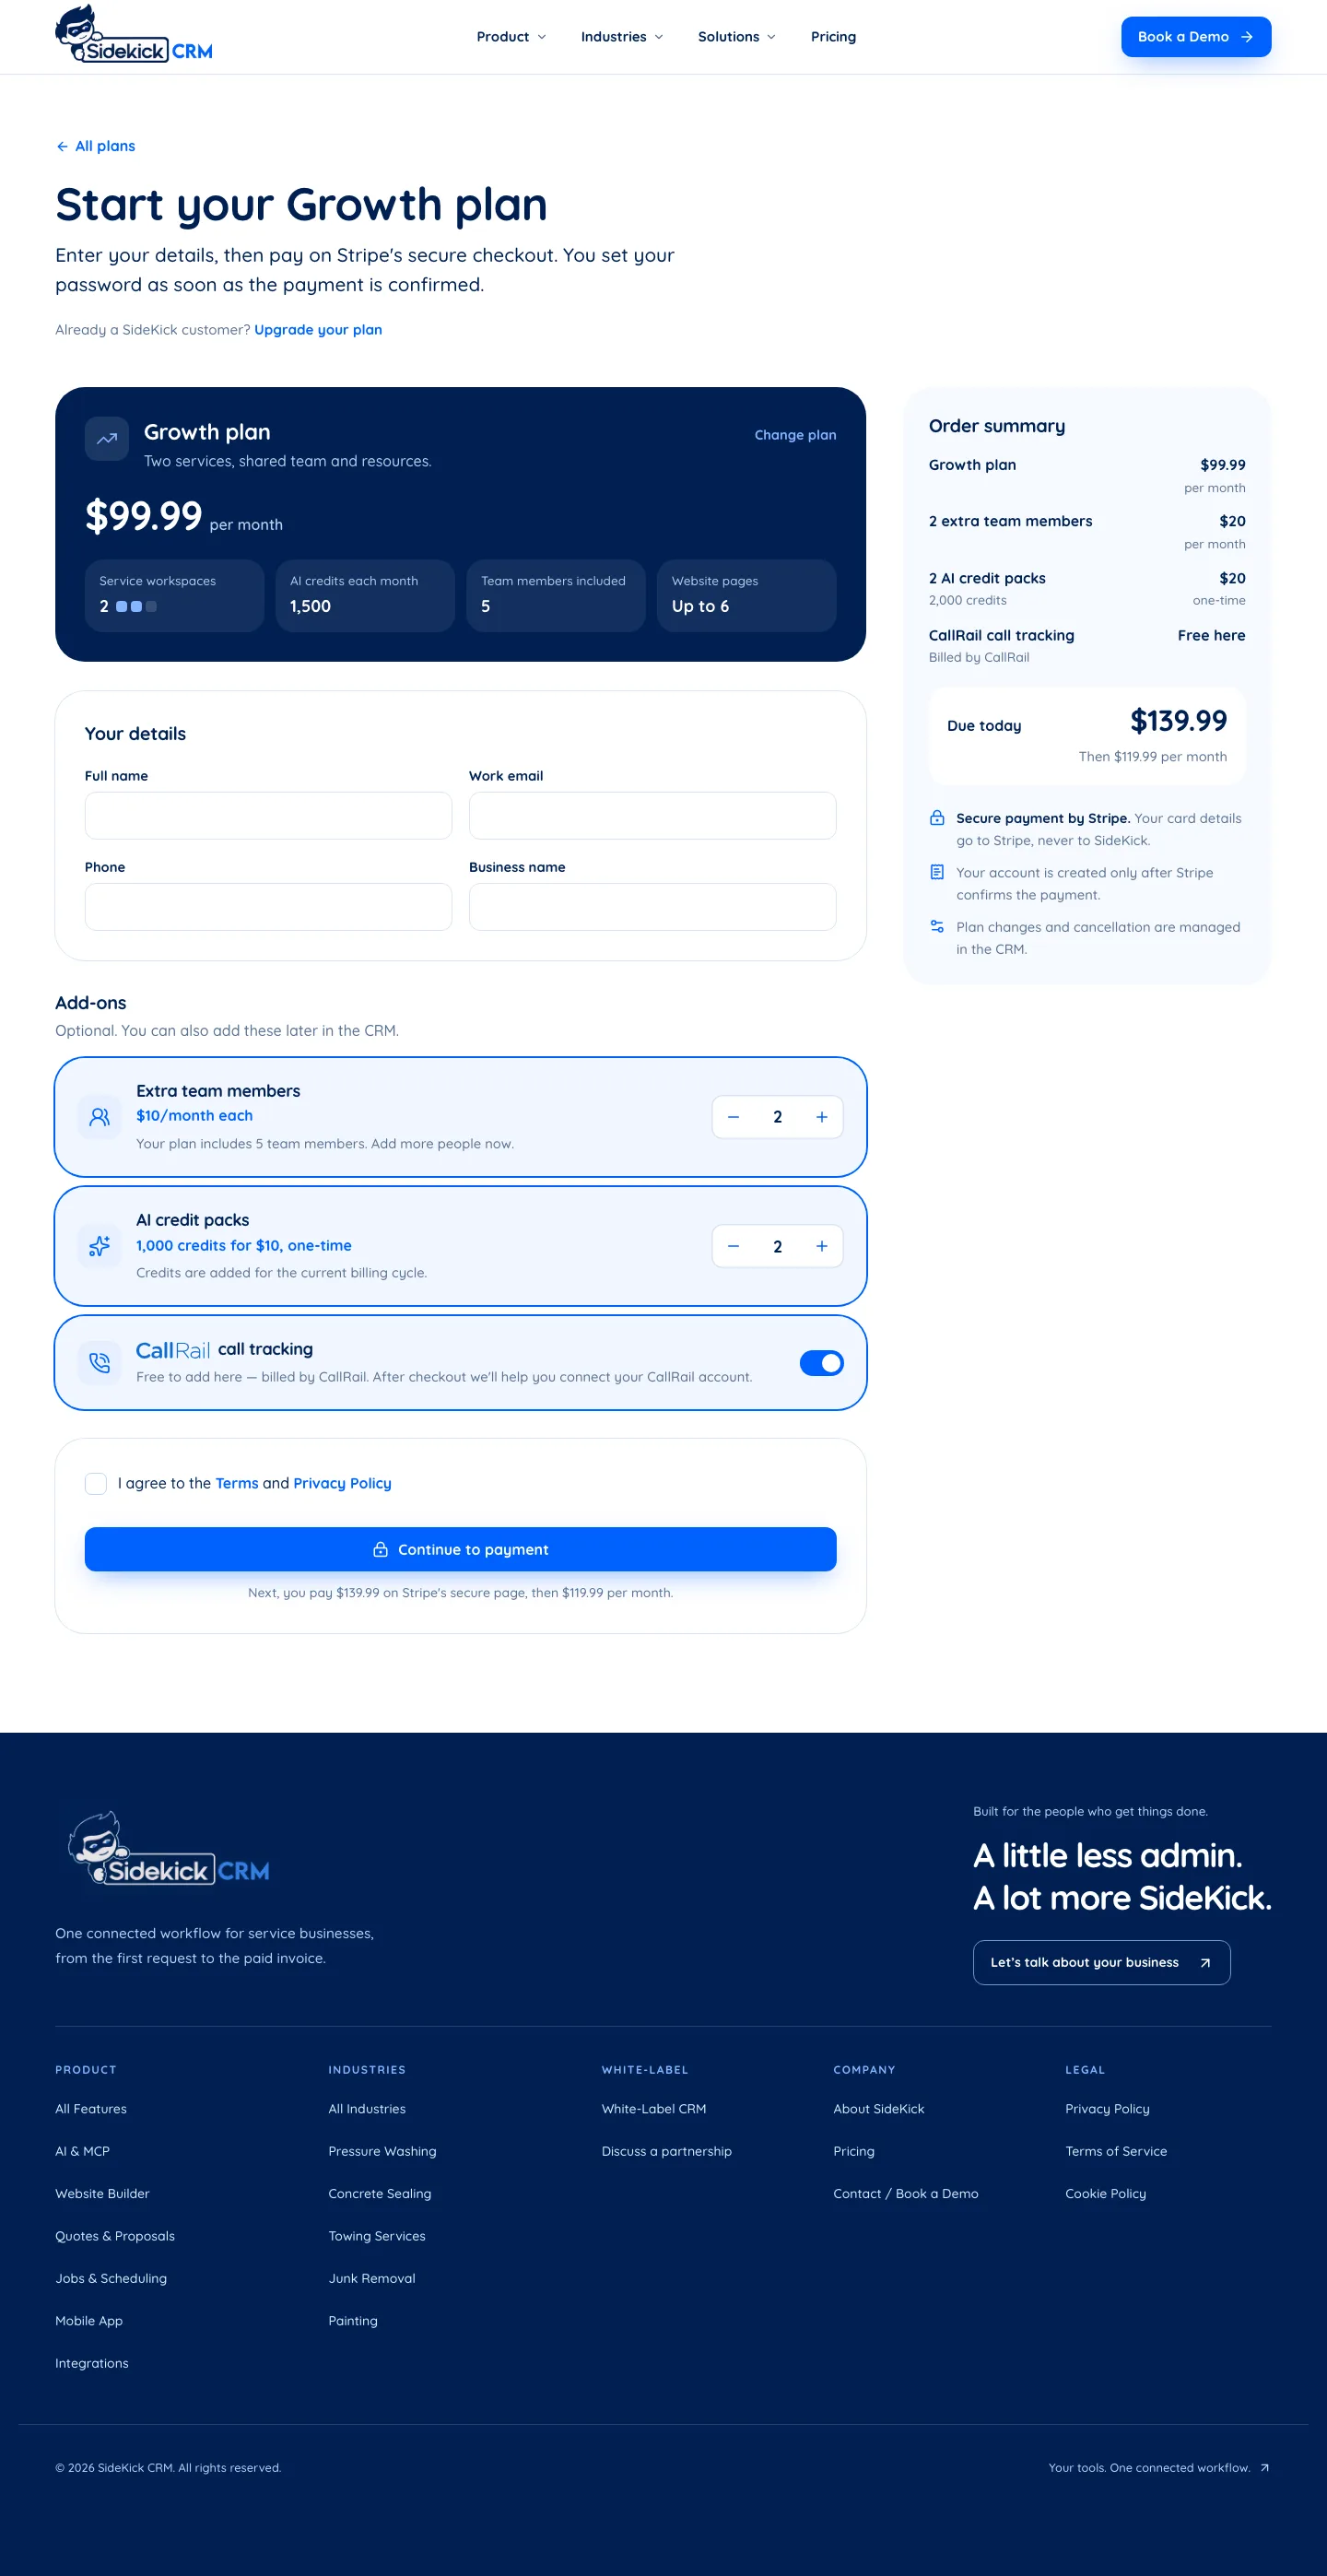 Sidekick CRM
Product
Industries
Solutions
Pricing
Book a Demo
All plans
Start your Growth plan
Enter your details, then pay on Stripe's secure checkout. You set your
password as soon as the payment is confirmed.
Already a SideKick customer? Upgrade your plan
Growth plan
Change plan
Two services, shared team and resources.
$99.99 per month
Service workspaces
2
AI credits each month
1,500
Team members included
5
Website pages
Up to 6
Your details
Full name
Work email
Phone
Business name
Add-ons
Optional. You can also add these later in the CRM.
Extra team members
$10/month each
Your plan includes 5 team members. Add more people now.
2
AI credit packs
1,000 credits for $10, one-time
Credits are added for the current billing cycle.
2
CallRail call tracking
Free to add here — billed by CallRail. After checkout we'll help you connect your CallRail account.
I agree to the Terms and Privacy Policy
Continue to payment
Next, you pay $139.99 on Stripe's secure page, then $119.99 per month.
Order summary
Growth plan $99.99
per month
2 extra team members $20
per month
2 AI credit packs $20
2,000 credits one-time
CallRail call tracking Free here
Billed by CallRail
Due today $139.99
Then $119.99 per month
Secure payment by Stripe. Your card details
go to Stripe, never to SideKick.
Your account is created only after Stripe
confirms the payment.
Plan changes and cancellation are managed
in the CRM.
Sidekick CRM
One connected workflow for service businesses,
from the first request to the paid invoice.
Built for the people who get things done.
A little less admin.
A lot more SideKick.
Let's talk about your business
PRODUCT
All Features
AI & MCP
Website Builder
Quotes & Proposals
Jobs & Scheduling
Mobile App
Integrations
INDUSTRIES
All Industries
Pressure Washing
Concrete Sealing
Towing Services
Junk Removal
Painting
WHITE-LABEL
White-Label CRM
Discuss a partnership
COMPANY
About SideKick
Pricing
Contact / Book a Demo
LEGAL
Privacy Policy
Terms of Service
Cookie Policy
© 2026 SideKick CRM. All rights reserved.
Your tools. One connected workflow.